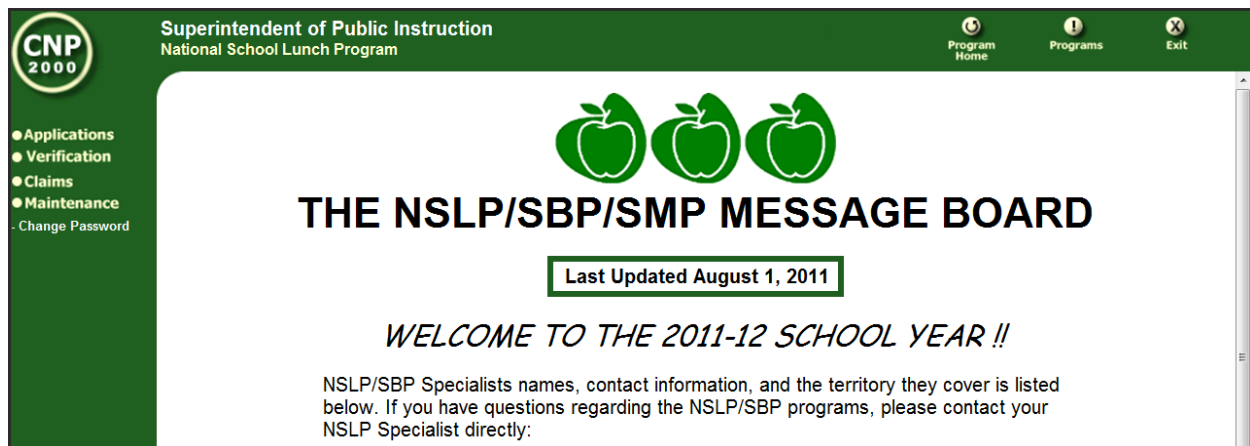 CNP
2000
Superintendent of Public Instruction
National School Lunch Program
Program
Home
Programs
Exit
Applications
Verification
Claims
Maintenance
- Change Password
THE NSLP/SBP/SMP MESSAGE BOARD
Last Updated August 1, 2011
WELCOME TO THE 2011-12 SCHOOL YEAR !!
NSLP/SBP Specialists names, contact information, and the territory they cover is listed
below. If you have questions regarding the NSLP/SBP programs, please contact your
NSLP Specialist directly: